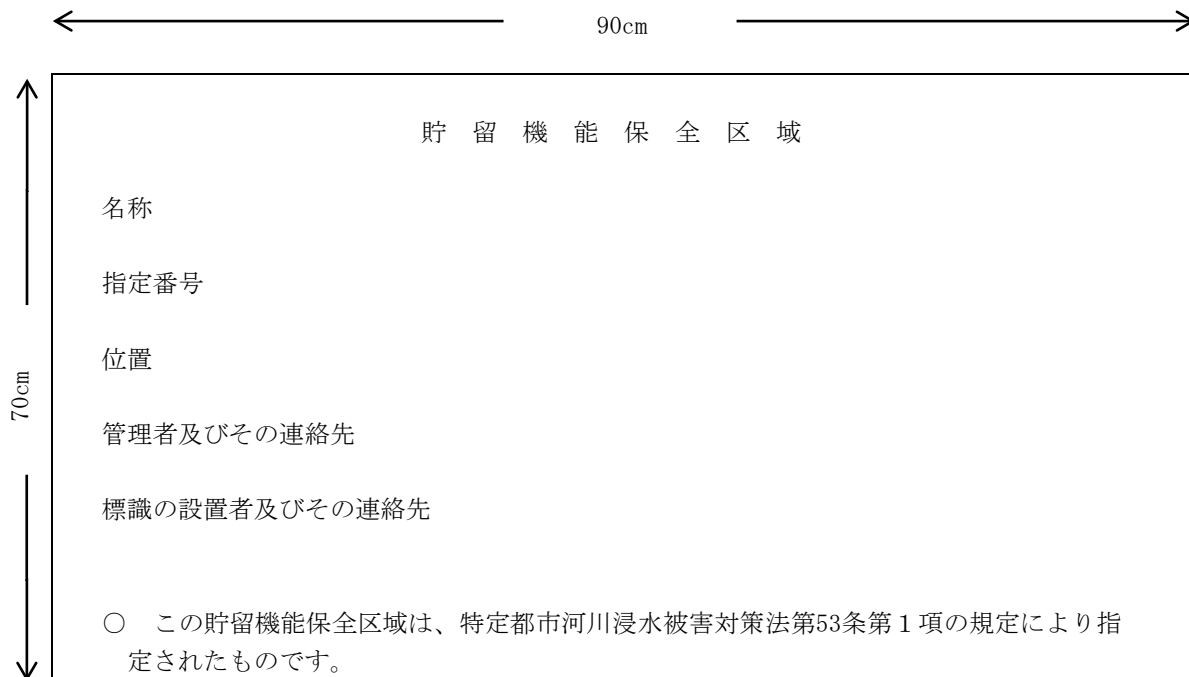 90cm
貯　留　機　能　保　全　区　域
名称
指定番号
位置
70cm
管理者及びその連絡先
標識の設置者及びその連絡先
○　この貯留機能保全区域は、特定都市河川浸水被害対策法第53条第１項の規定により指
定されたものです。